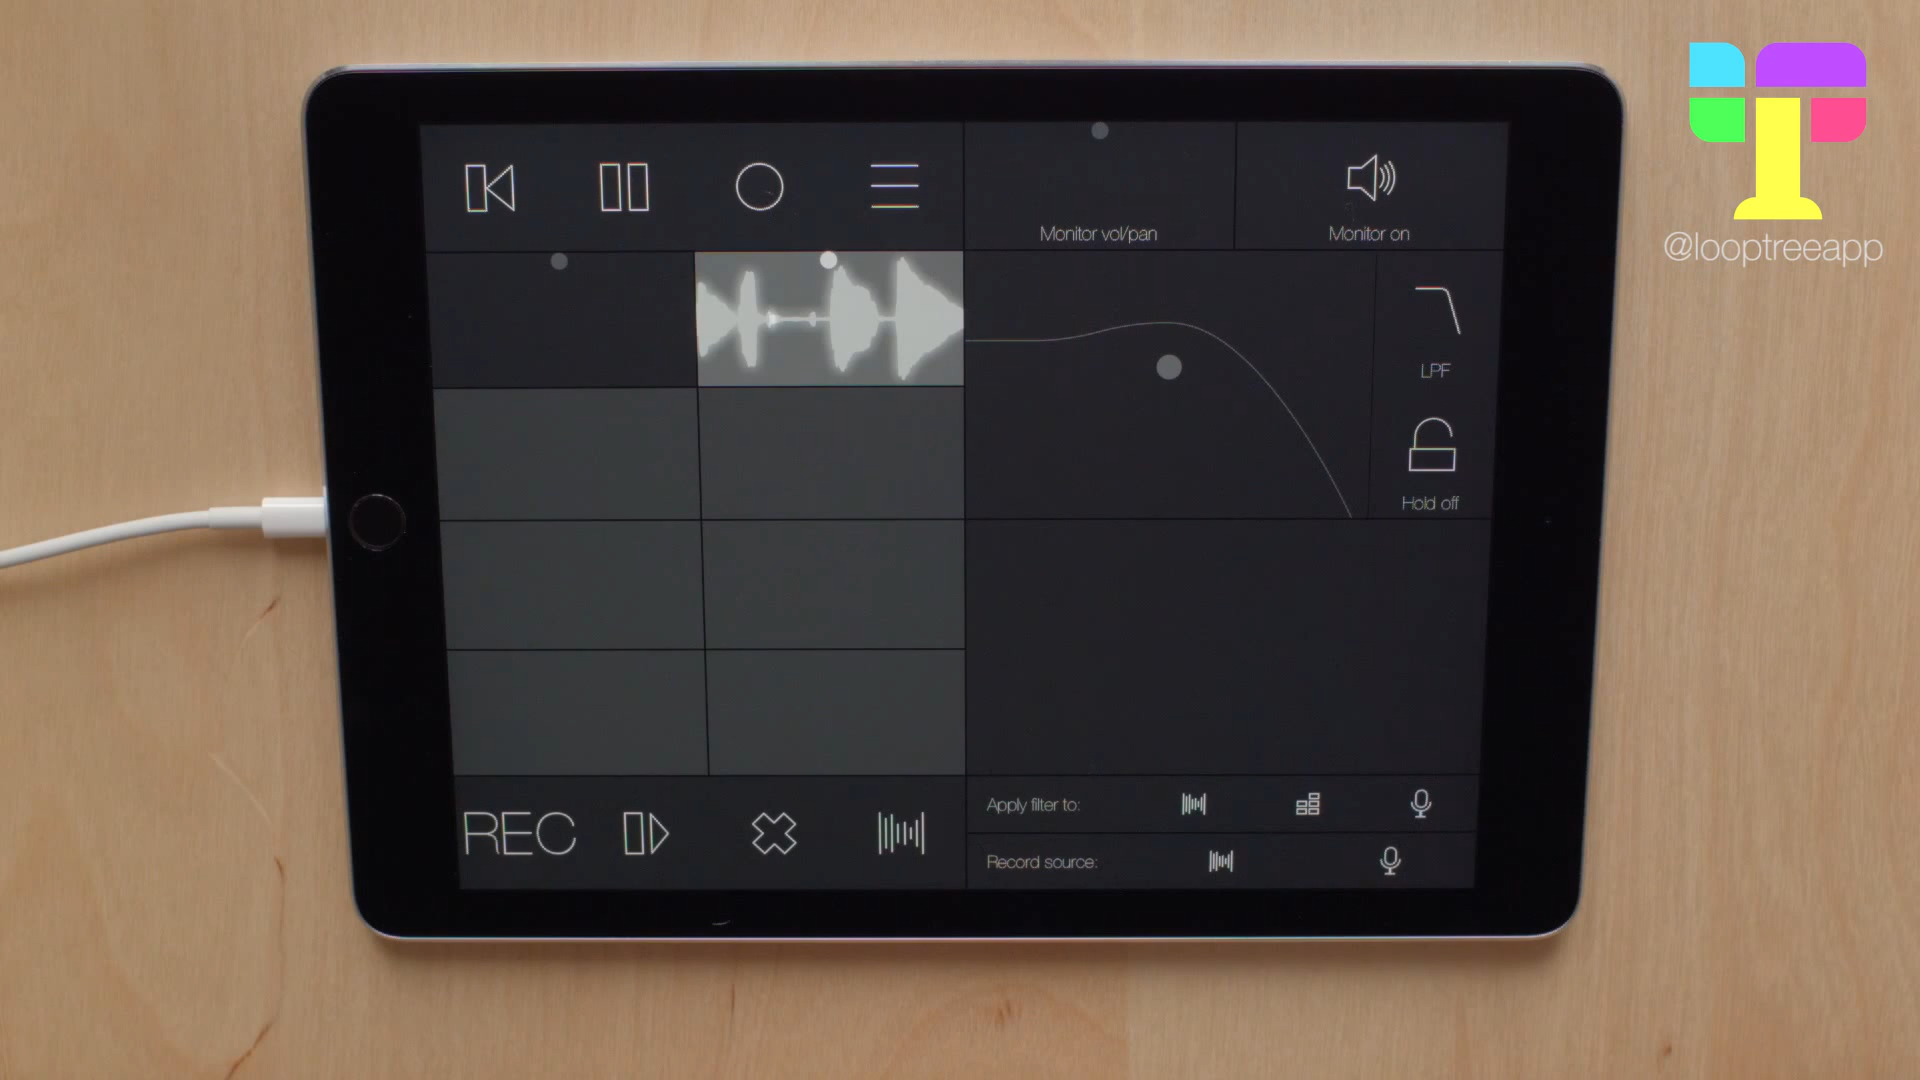 @looptreeapp
Monitor vol/pan
Monitor on
LPF
Hold off
REC
Apply filter to:
Record source: